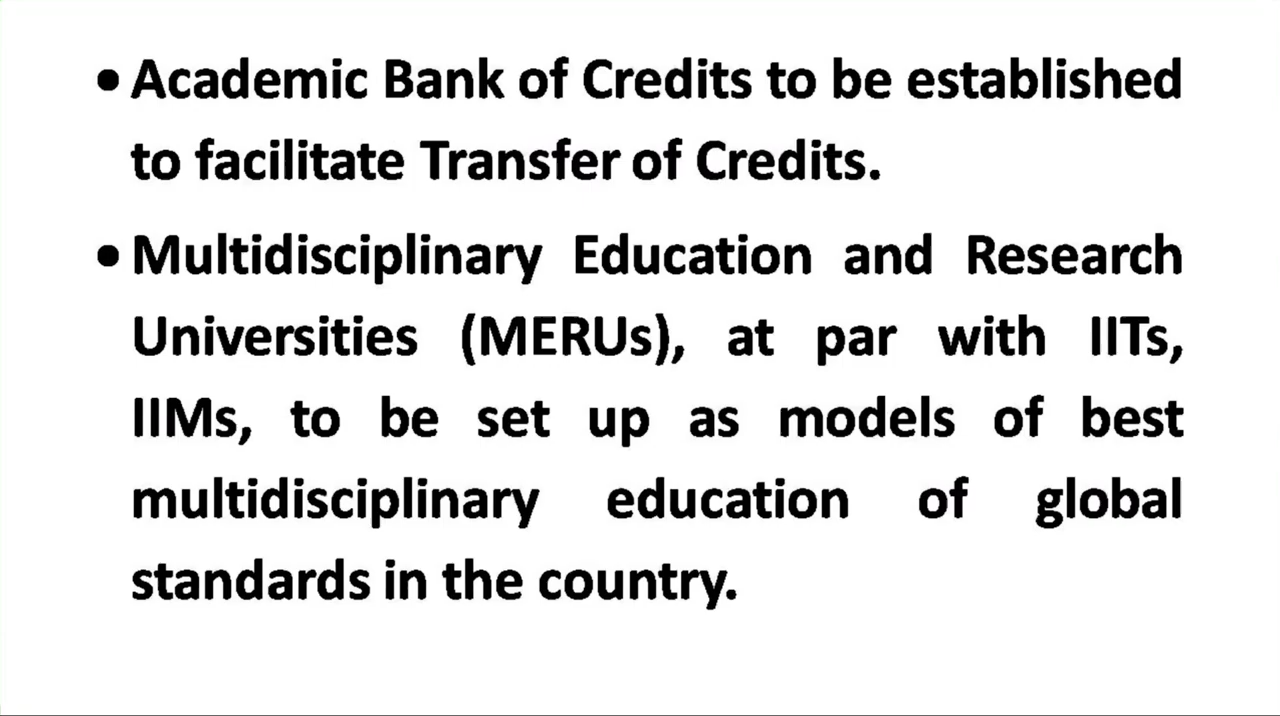 • Academic Bank of Credits to be established
to facilitate Transfer of Credits.
• Multidisciplinary Education and Research
Universities (MERUs), at par with IITs,
IIMs, to be set up as models of best
multidisciplinary education of global
standards in the country.